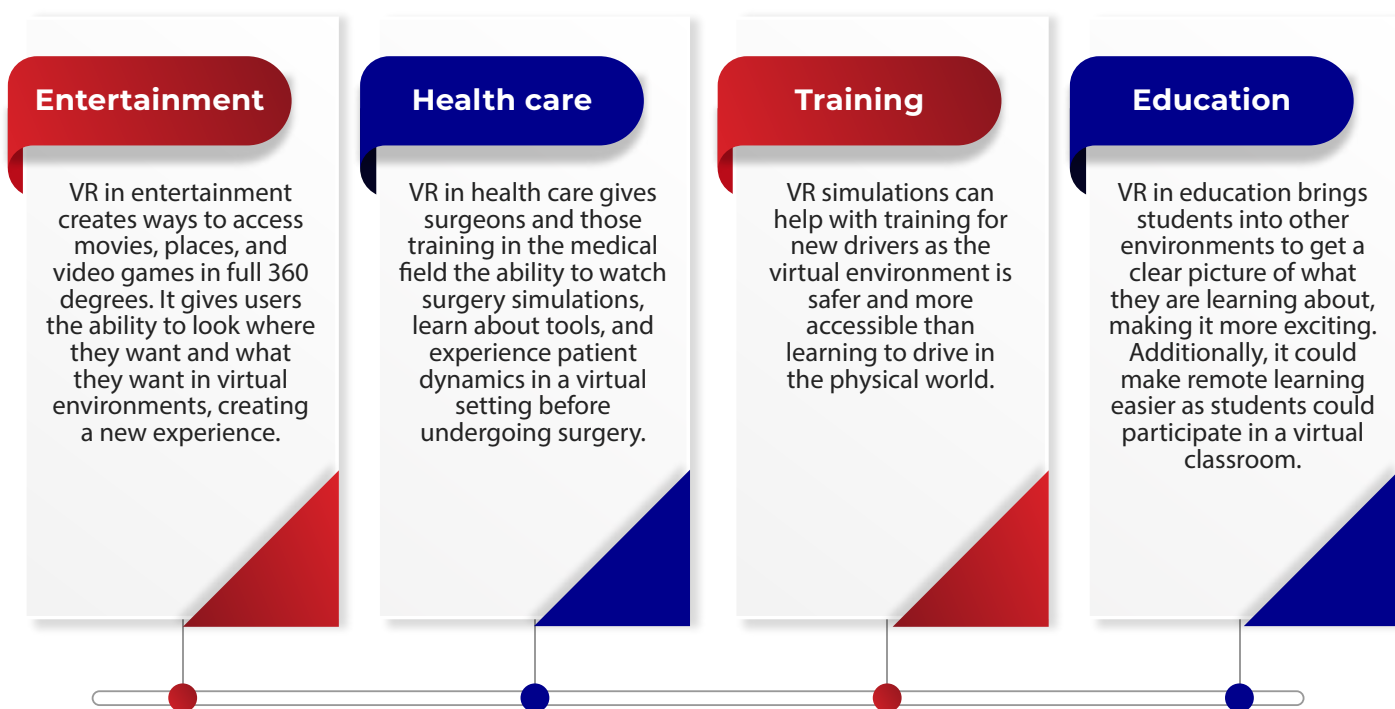 Entertainment
VR in entertainment
creates ways to access
movies, places, and
video games in full 360
degrees. It gives users
the ability to look where
they want and what
they want in virtual
environments, creating
a new experience.
Health care
VR in health care gives
surgeons and those
training in the medical
field the ability to watch
surgery simulations,
learn about tools, and
experience patient
dynamics in a virtual
setting before
undergoing surgery.
Training
VR simulations can
help with training for
new drivers as the
virtual environment is
safer and more
accessible than
learning to drive in
the physical world.
Education
VR in education brings
students into other
environments to get a
clear picture of what
they are learning about,
making it more exciting.
Additionally, it could
make remote learning
easier as students could
participate in a virtual
classroom.